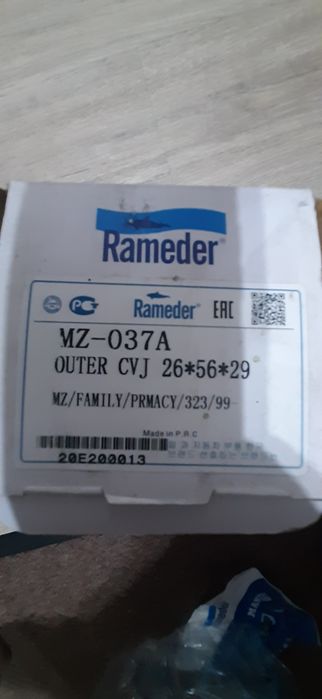 Rameder®
Rameder® EAC
MZ-037A
OUTER CVJ 26*56*29
MZ/FAMILY/PRMACY/323/99-
Made in P.R.C
20E200013